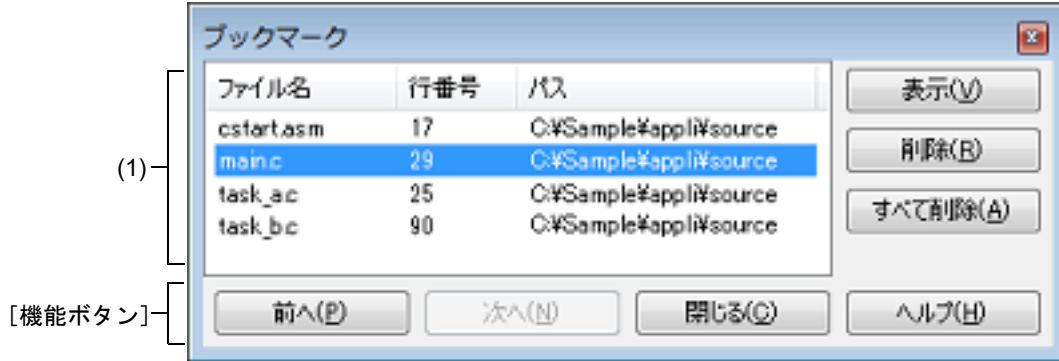 ブックマーク
ファイル名 行番号 パス
cstart.asm 17 C:¥Sample¥appli¥source
main.c 29 C:¥Sample¥appli¥source
task_a.c 25 C:¥Sample¥appli¥source
task_b.c 90 C:¥Sample¥appli¥source
表示(V)
削除(R)
すべて削除(A)
(1)
[機能ボタン]
前へ(P) 次へ(N) 閉じる(C) ヘルプ(H)